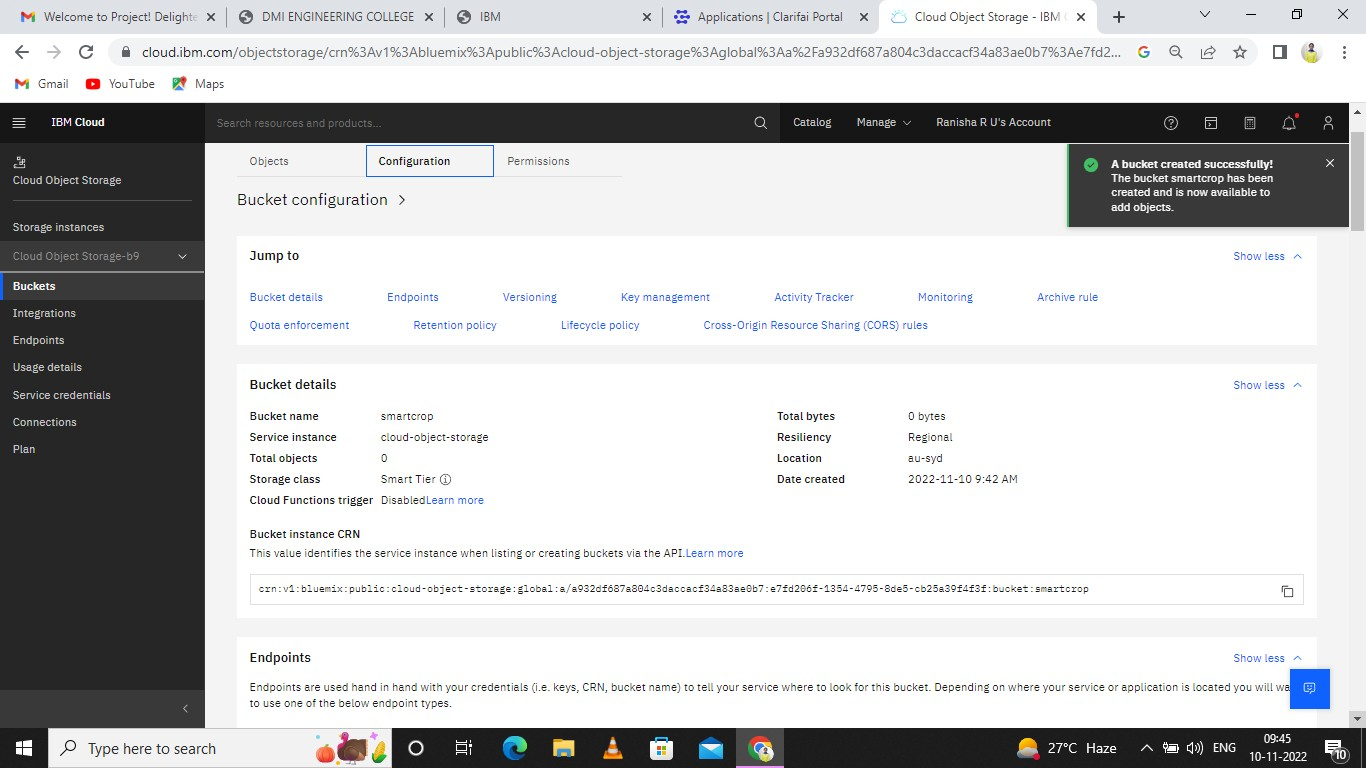 Welcome to Project! Delighte
DMI ENGINEERING COLLEGE
IBM
Applications | Clarifai Portal
Cloud Object Storage - IBM C
cloud.ibm.com/objectstorage/crn%3Av1%3Abluemix%3Apublic%3Acloud-object-storage%3Aglobal%3Aa%2Fa932df687a804c3daccacf34a83ae0b7%3Ae7fd2...
Gmail
YouTube
Maps
IBM Cloud
Search resources and products...
Catalog
Manage
Ranisha R U's Account
Cloud Object Storage
Storage instances
Cloud Object Storage-b9
Buckets
Integrations
Endpoints
Usage details
Service credentials
Connections
Plan
Objects
Configuration
Permissions
A bucket created successfully!
The bucket smartcrop has been
created and is now available to
add objects.
Bucket configuration
Jump to
Show less
Bucket details
Endpoints
Versioning
Key management
Activity Tracker
Monitoring
Archive rule
Quota enforcement
Retention policy
Lifecycle policy
Cross-Origin Resource Sharing (CORS) rules
Bucket details
Show less
Bucket name smartcrop
Service instance cloud-object-storage
Total objects 0
Storage class Smart Tier
Cloud Functions trigger DisabledLearn more
Total bytes 0 bytes
Resiliency Regional
Location au-syd
Date created 2022-11-10 9:42 AM
Bucket instance CRN
This value identifies the service instance when listing or creating buckets via the API.Learn more
crn:v1:bluemix:public:cloud-object-storage:global:a/a932df687a804c3daccacf34a83ae0b7:e7fd206f-1354-4795-8de5-cb25a39f4f3f:bucket:smartcrop
Endpoints
Show less
Endpoints are used hand in hand with your credentials (i.e. keys, CRN, bucket name) to tell your service where to look for this bucket. Depending on where your service or application is located you will wa
to use one of the below endpoint types.
Type here to search
27°C Haze
ENG
09:45
10-11-2022
10